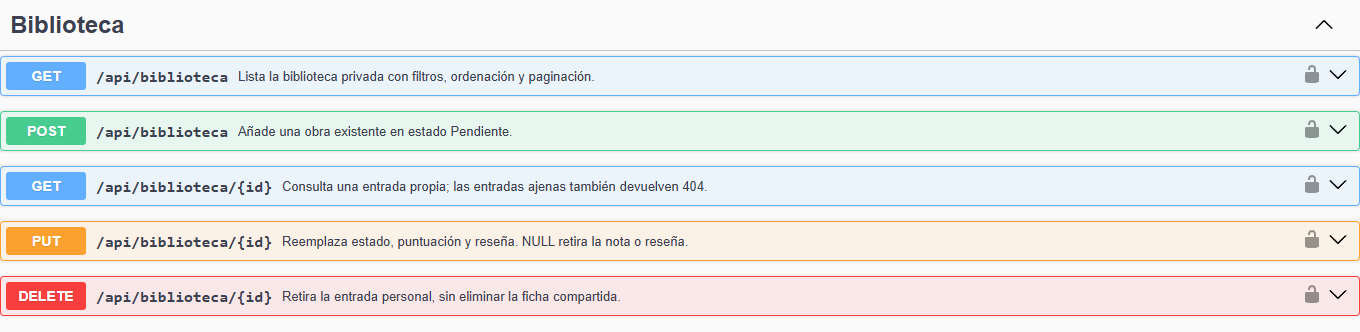 Biblioteca
GET /api/biblioteca Lista la biblioteca privada con filtros, ordenación y paginación.
POST /api/biblioteca Añade una obra existente en estado Pendiente.
GET /api/biblioteca/{id} Consulta una entrada propia; las entradas ajenas también devuelven 404.
PUT /api/biblioteca/{id} Reemplaza estado, puntuación y reseña. NULL retira la nota o reseña.
DELETE /api/biblioteca/{id} Retira la entrada personal, sin eliminar la ficha compartida.